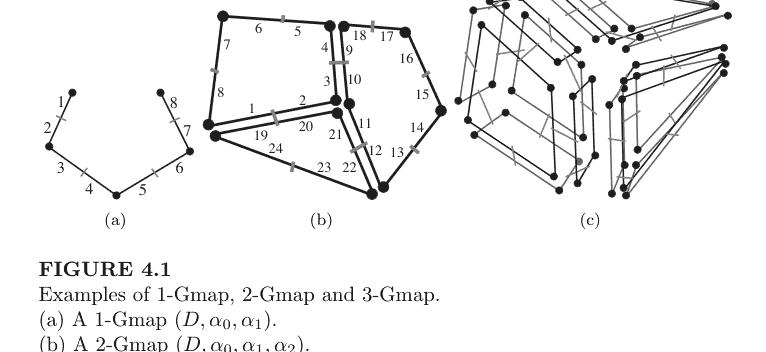 6 5 18 17
7 4 9 16
1 8 8 3 10 15
2 7 1 2 11 14
3 6 19 20 21
4 5 24 23 22 12 13
(a) (b) (c)
FIGURE 4.1
Examples of 1-Gmap, 2-Gmap and 3-Gmap.
(a) A 1-Gmap (D, α₀, α₁).
(b) A 2-Gmap (D, α₀, α₁, α₂).